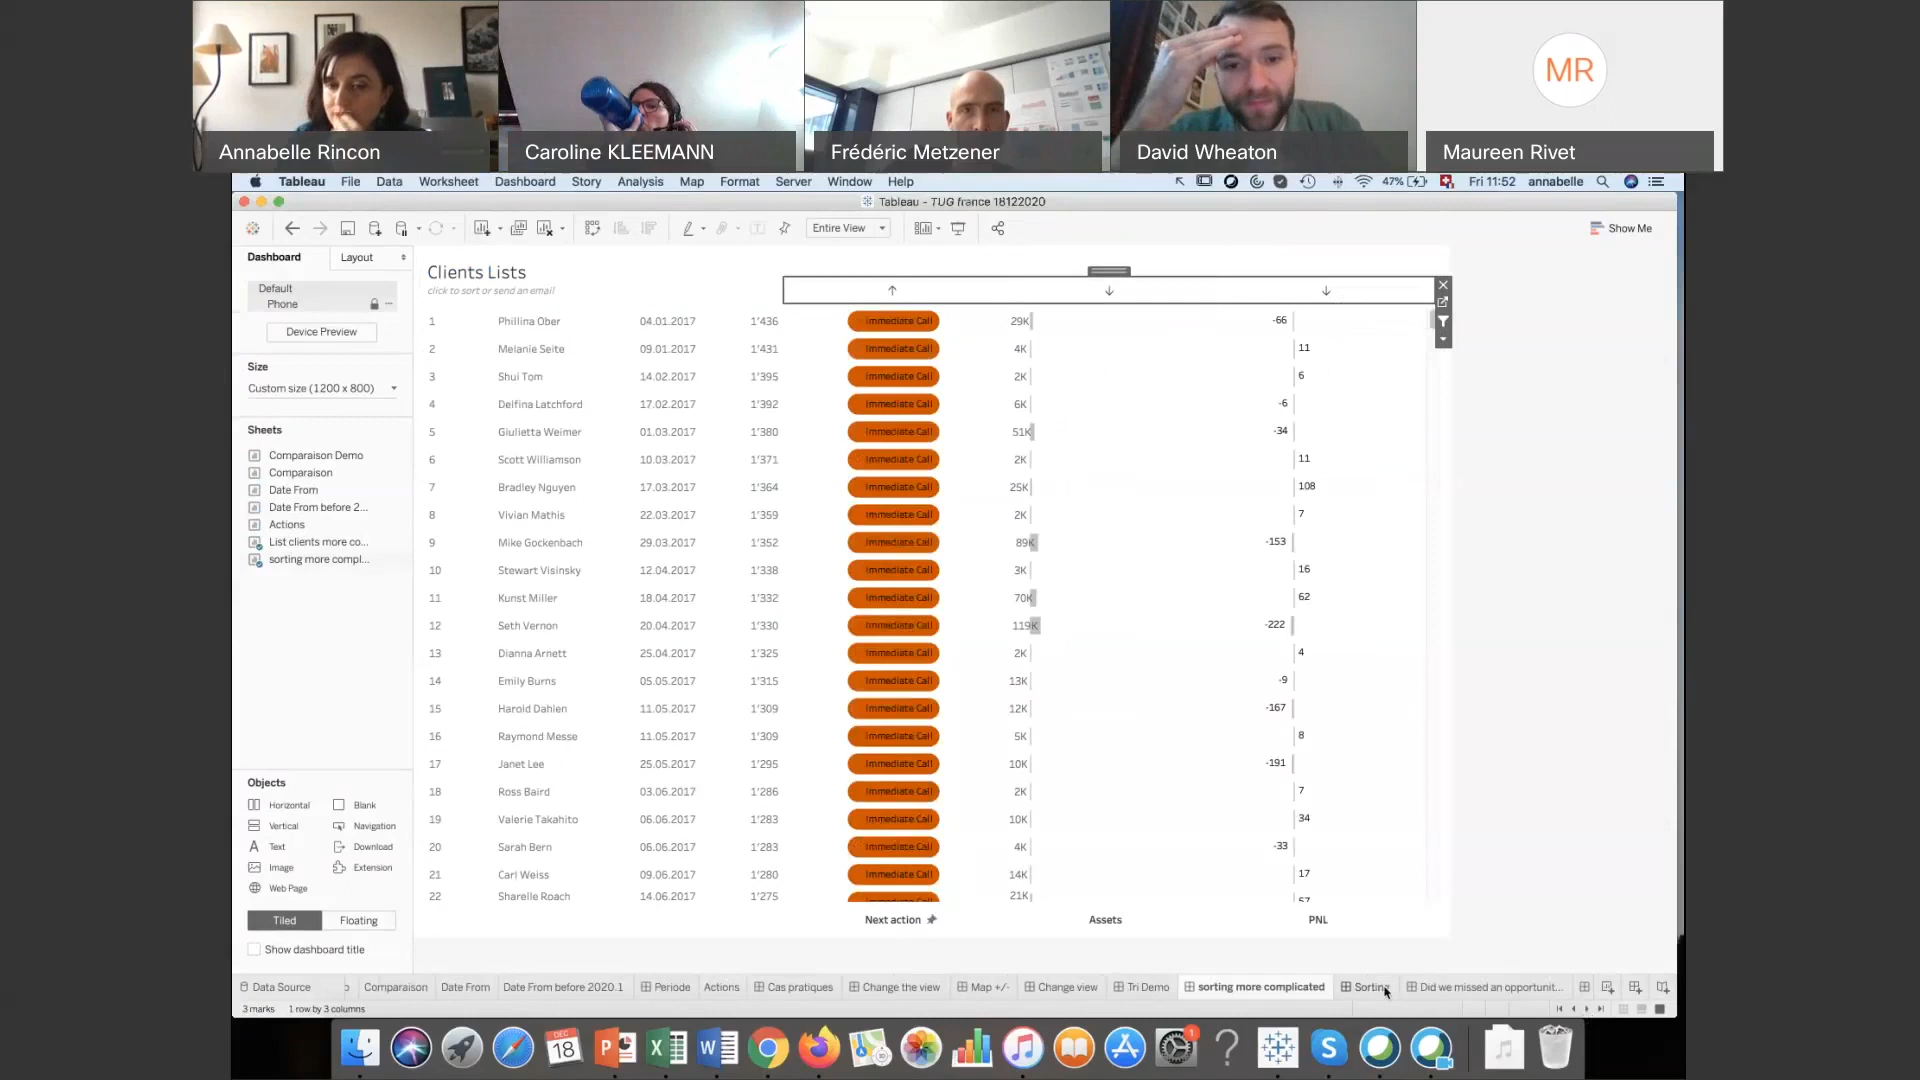 Annabelle Rincon
Caroline KLEEMANN
Frédéric Metzener
David Wheaton
MR
Maureen Rivet
Tableau File Data Worksheet Dashboard Story Analysis Map Format Server Window Help
47% Fri 11:52 annabelle
Tableau - TUG france 18122020
Entire View
Show Me
Dashboard Layout
Default
Phone
Device Preview
Size
Custom size (1200 x 800)
Sheets
Comparaison Demo
Comparaison
Date From
Date From before 2...
Actions
List clients more co...
sorting more compl...
Objects
Horizontal Blank
Vertical Navigation
Text Download
Image Extension
Web Page
Tiled Floating
Show dashboard title
Clients Lists
click to sort or send an email
↑ ↓ ↓
1 Phillina Ober 04.01.2017 1'436 Immediate Call 29K -66
2 Melanie Seite 09.01.2017 1'431 Immediate Call 4K 11
3 Shui Tom 14.02.2017 1'395 Immediate Call 2K 6
4 Delfina Latchford 17.02.2017 1'392 Immediate Call 6K -6
5 Giulietta Weimer 01.03.2017 1'380 Immediate Call 51K -34
6 Scott Williamson 10.03.2017 1'371 Immediate Call 2K 11
7 Bradley Nguyen 17.03.2017 1'364 Immediate Call 25K 108
8 Vivian Mathis 22.03.2017 1'359 Immediate Call 2K 7
9 Mike Gockenbach 29.03.2017 1'352 Immediate Call 89K -153
10 Stewart Visinsky 12.04.2017 1'338 Immediate Call 3K 16
11 Kunst Miller 18.04.2017 1'332 Immediate Call 70K 62
12 Seth Vernon 20.04.2017 1'330 Immediate Call 119K -222
13 Dianna Arnett 25.04.2017 1'325 Immediate Call 2K 4
14 Emily Burns 05.05.2017 1'315 Immediate Call 13K -9
15 Harold Dahlen 11.05.2017 1'309 Immediate Call 12K -167
16 Raymond Messe 11.05.2017 1'309 Immediate Call 5K 8
17 Janet Lee 25.05.2017 1'295 Immediate Call 10K -191
18 Ross Baird 03.06.2017 1'286 Immediate Call 2K 7
19 Valerie Takahito 06.06.2017 1'283 Immediate Call 10K 34
20 Sarah Bern 06.06.2017 1'283 Immediate Call 4K -33
21 Carl Weiss 09.06.2017 1'280 Immediate Call 14K 17
22 Sharelle Roach 14.06.2017 1'275 Immediate Call 21K 57
Next action Assets PNL
Data Source Comparaison Date From Date From before 2020.1 Periode Actions Cas pratiques Change the view Map +/- Change view Tri Demo sorting more complicated Sorting Did we missed an opportunit...
3 marks 1 row by 3 columns
DEC
18
1